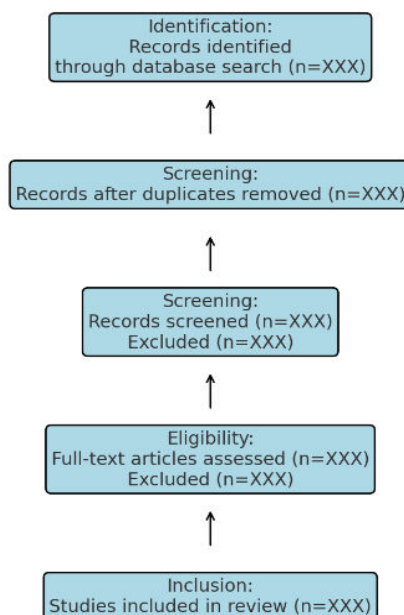 Identification:
Records identified
through database search (n=XXX)
Screening:
Records after duplicates removed (n=XXX)
Screening:
Records screened (n=XXX)
Excluded (n=XXX)
Eligibility:
Full-text articles assessed (n=XXX)
Excluded (n=XXX)
Inclusion:
Studies included in review (n=XXX)